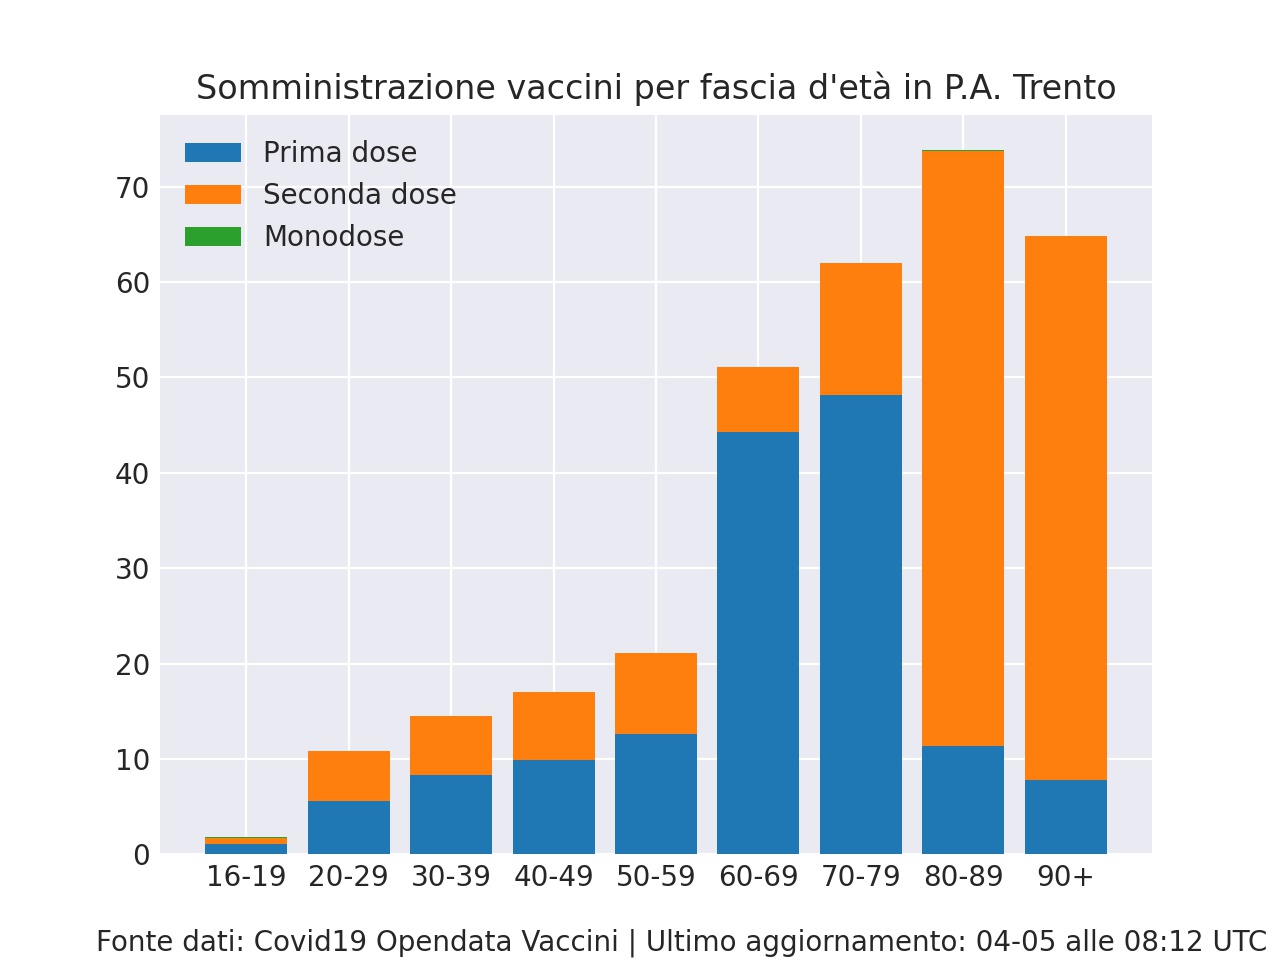 Somministrazione vaccini per fascia d'età in P.A. Trento
Prima dose
Seconda dose
Monodose
70
60
50
40
30
20
10
0
16-19 20-29 30-39 40-49 50-59 60-69 70-79 80-89 90+
Fonte dati: Covid19 Opendata Vaccini | Ultimo aggiornamento: 04-05 alle 08:12 UTC